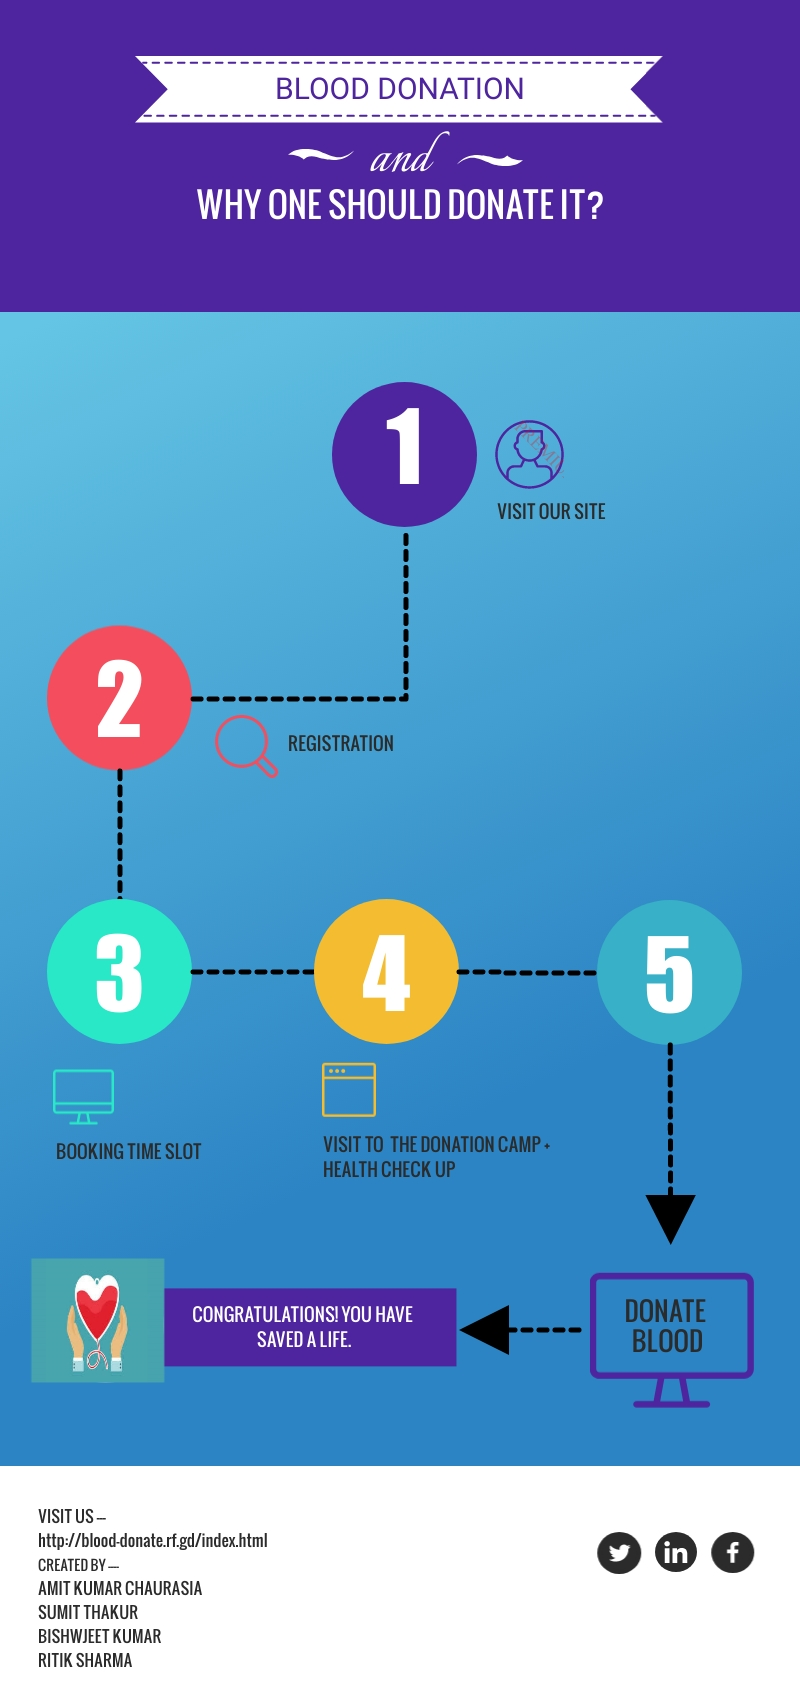 BLOOD DONATION
and
WHY ONE SHOULD DONATE IT?
1
PREMIU
VISIT OUR SITE
2
REGISTRATION
3
4
5
BOOKING TIME SLOT
VISIT TO THE DONATION CAMP +
HEALTH CHECK UP
DONATE
BLOOD
CONGRATULATIONS! YOU HAVE
SAVED A LIFE.
VISIT US --
http://blood-donate.rf.gd/index.html
CREATED BY ---
AMIT KUMAR CHAURASIA
SUMIT THAKUR
BISHWJEET KUMAR
RITIK SHARMA
in
f